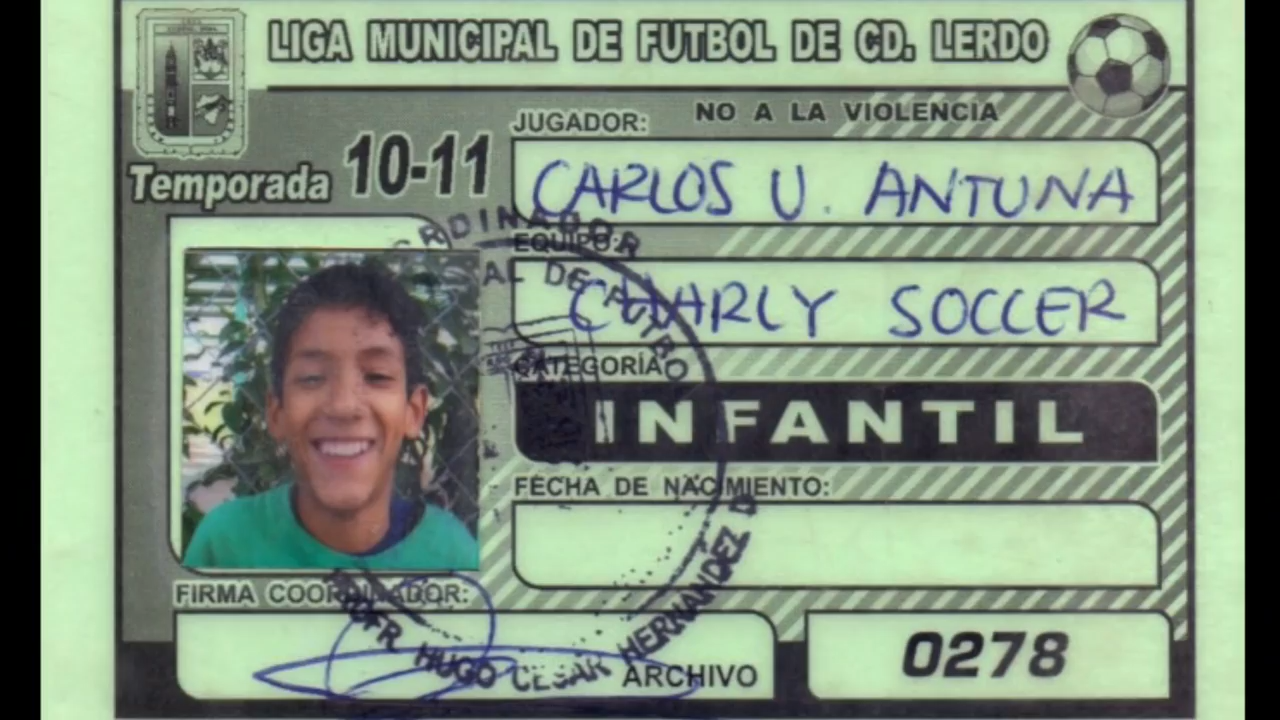 LIGA MUNICIPAL DE FUTBOL DE CD. LERDO
NO A LA VIOLENCIA
Temporada 10-11
JUGADOR:
CARLOS U. ANTUNA
EQUIPO:
CHARLY SOCCER
CATEGORÍA
INFANTIL
FECHA DE NACIMIENTO:
FIRMA COORDINADOR:
HUGO CESAR HERNANDEZ
ARCHIVO
0278